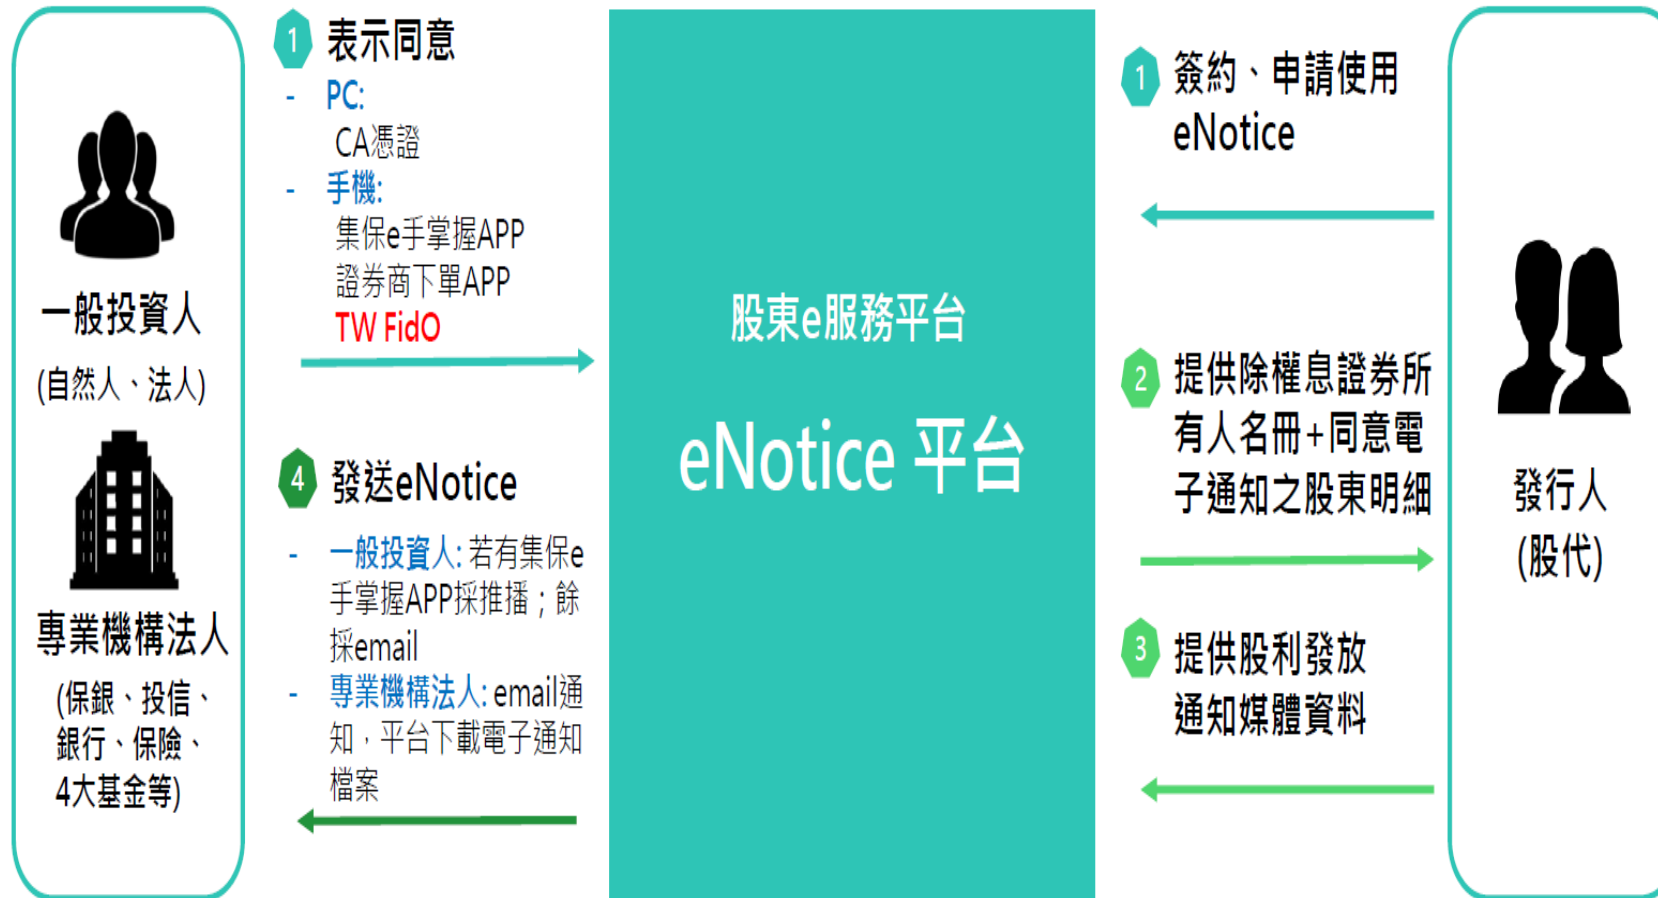 一般投資人
(自然人、法人)
專業機構法人
(保銀、投信、
銀行、保險、
4大基金等)
1 表示同意
- PC:
CA憑證
- 手機:
集保e手掌握APP
證券商下單APP
TW FidO
4 發送eNotice
- 一般投資人: 若有集保e
手掌握APP採推播；餘
採email
- 專業機構法人: email通
知，平台下載電子通知
檔案
股東e服務平台
eNotice 平台
1 簽約、申請使用
eNotice
2 提供除權息證券所
有人名冊+同意電
子通知之股東明細
3 提供股利發放
通知媒體資料
發行人
(股代)